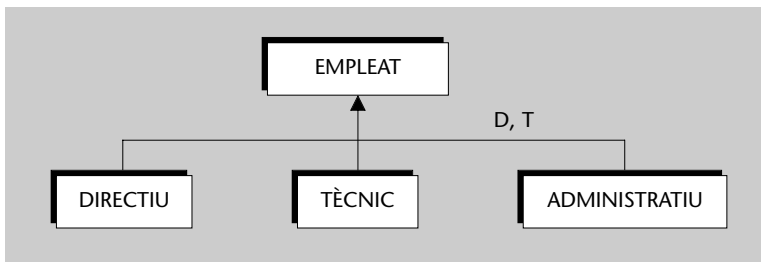 EMPLEAT
D, T
DIRECTIU
TÈCNIC
ADMINISTRATIU